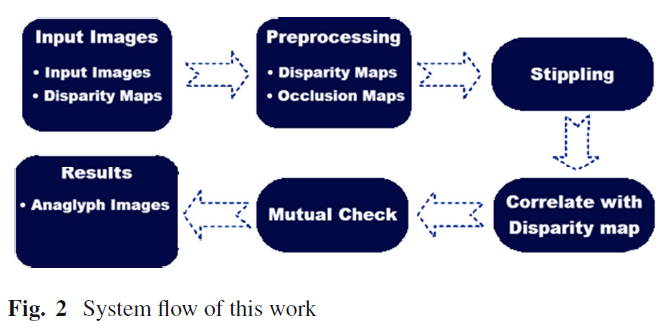 Input Images
• Input Images
• Disparity Maps
Preprocessing
• Disparity Maps
• Occlusion Maps
Stippling
Results
• Anaglyph Images
Mutual Check
Correlate with
Disparity map
Fig. 2 System flow of this work